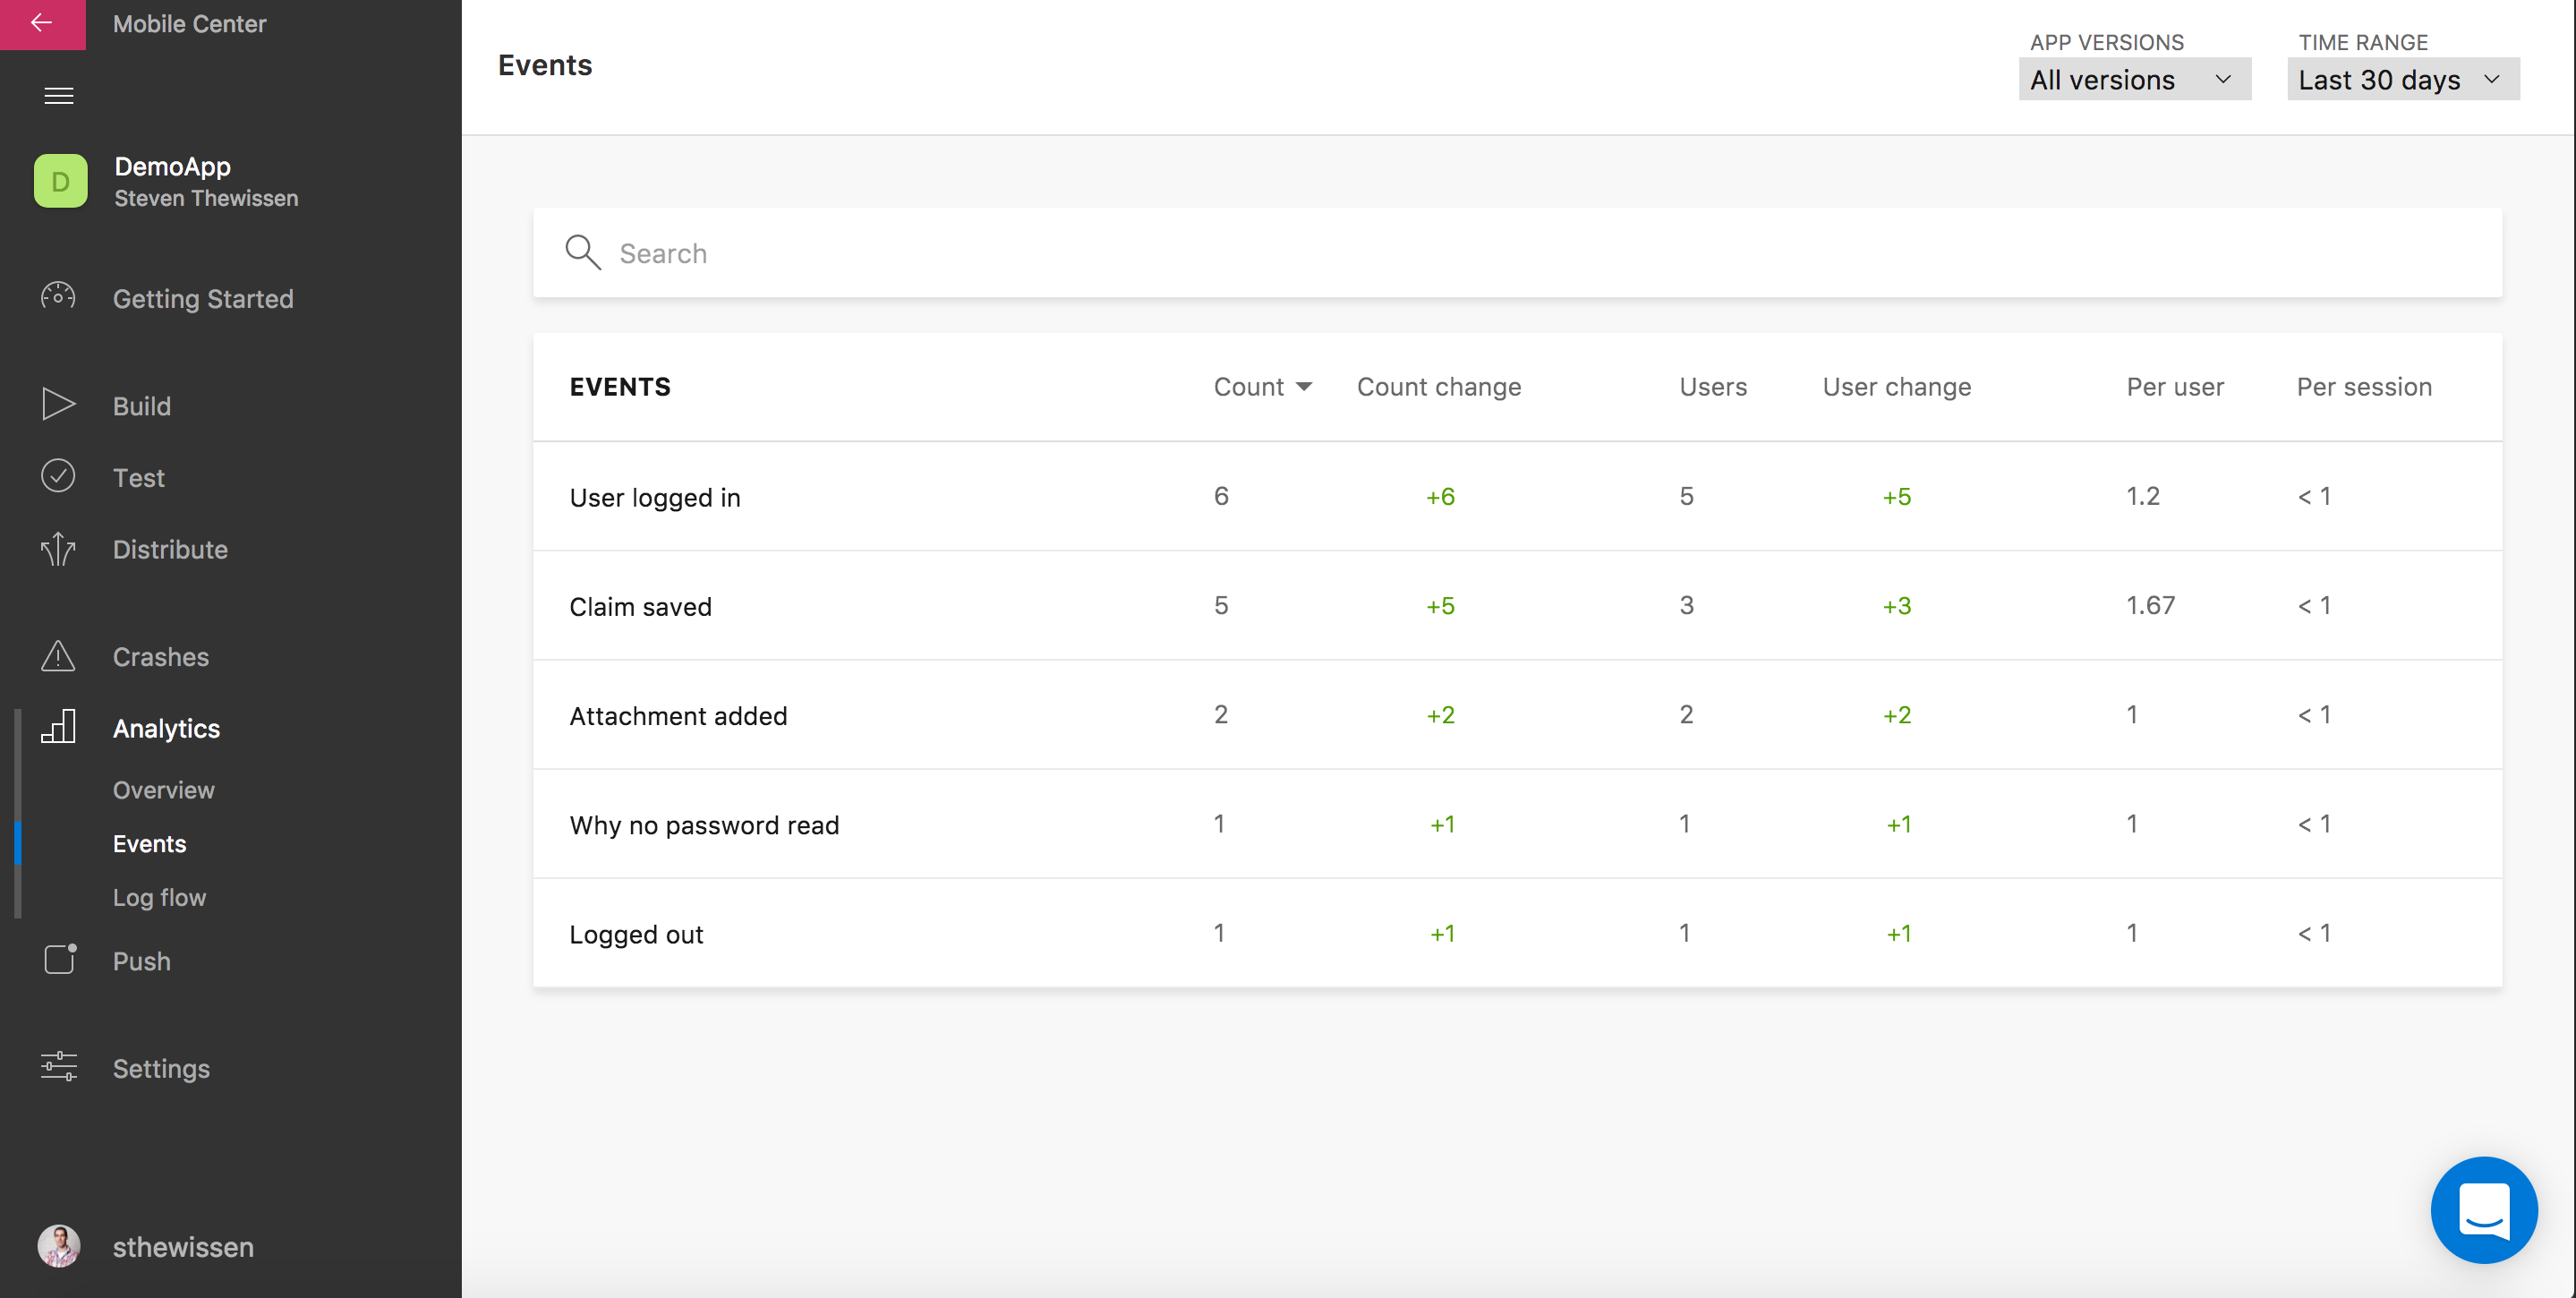 Mobile Center
DemoApp
D
Steven Thewissen
Getting Started
Build
Test
Distribute
Crashes
Analytics
Overview
Events
Log flow
Push
Settings
sthewissen
Events
APP VERSIONS
All versions
TIME RANGE
Last 30 days
Search
EVENTS Count Count change Users User change Per user Per session
User logged in 6 +6 5 +5 1.2 < 1
Claim saved 5 +5 3 +3 1.67 < 1
Attachment added 2 +2 2 +2 1 < 1
Why no password read 1 +1 1 +1 1 < 1
Logged out 1 +1 1 +1 1 < 1